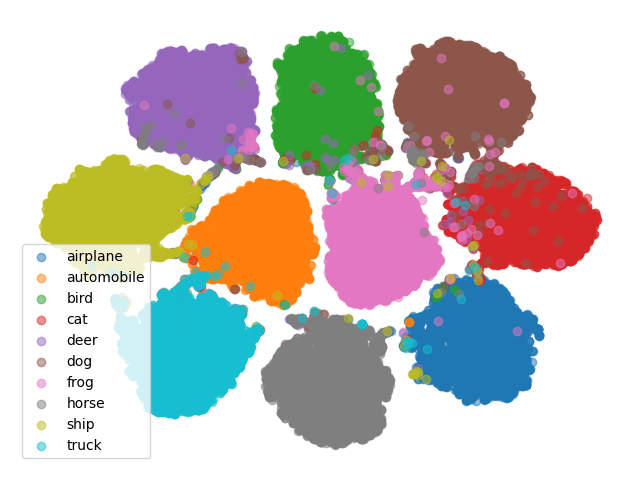 airplane
automobile
bird
cat
deer
dog
frog
horse
ship
truck